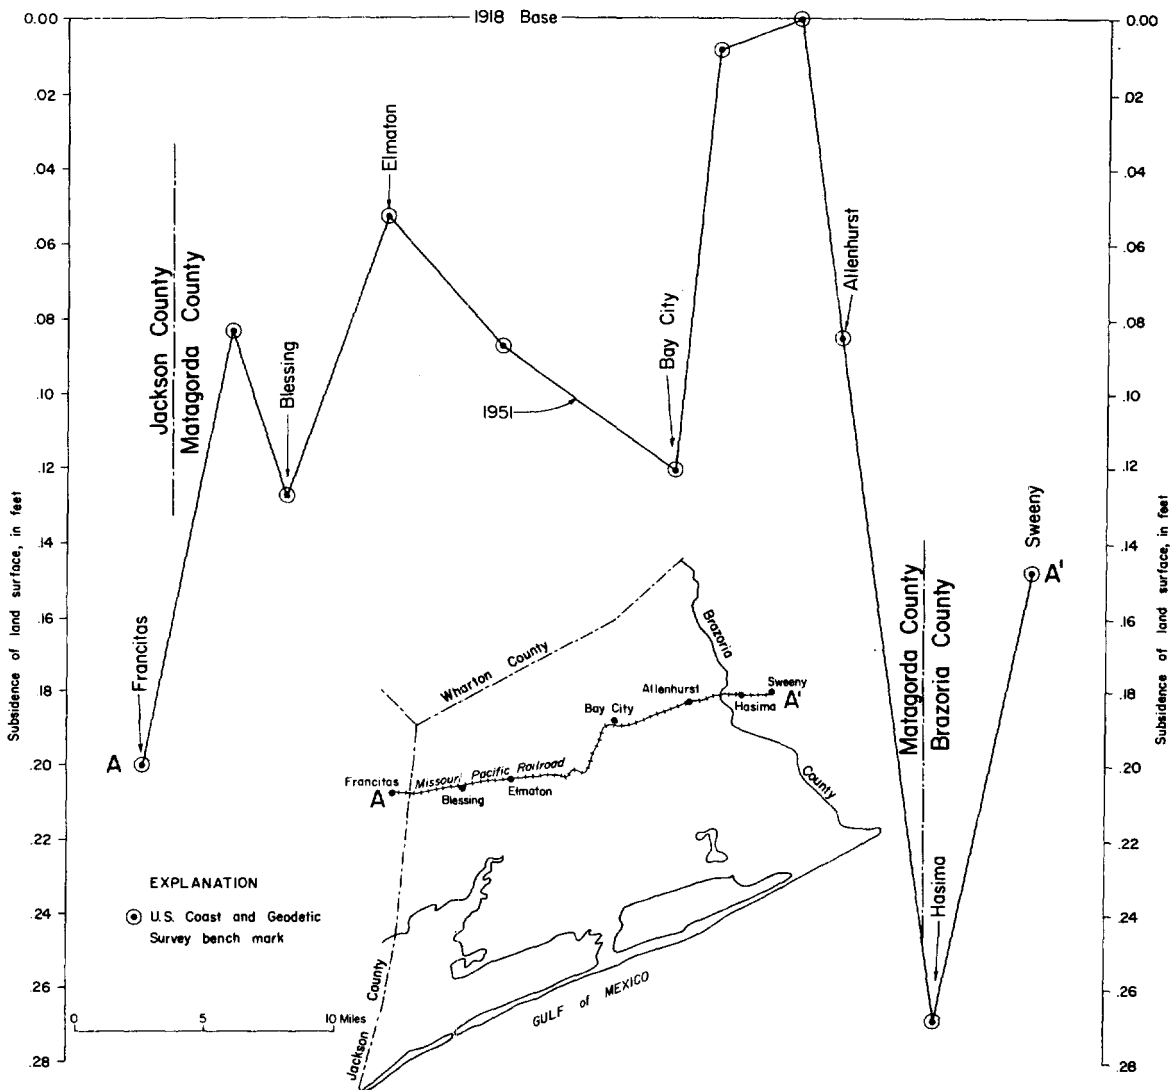 1918 Base
0.00
.02
.04
.06
.08
.10
.12
.14
.16
.18
.20
.22
.24
.26
.28
Subsidence of land surface, in feet
0.00
.02
.04
.06
.08
.10
.12
.14
.16
.18
.20
.22
.24
.26
.28
Subsidence of land surface, in feet
Jackson County
Matagorda County
Francitas
A
Blessing
Elmaton
1951
Bay City
Allenhurst
Matagorda County
Brazoria County
Hasima
Sweeny
A'
Wharton County
Brazoria
County
Sweeny
A'
Allenhurst
Hasima
Bay City
Missouri Pacific Railroad
Francitas
A
Blessing
Elmaton
Jackson County
GULF of MEXICO
EXPLANATION
U.S. Coast and Geodetic
Survey bench mark
0 5 10 Miles